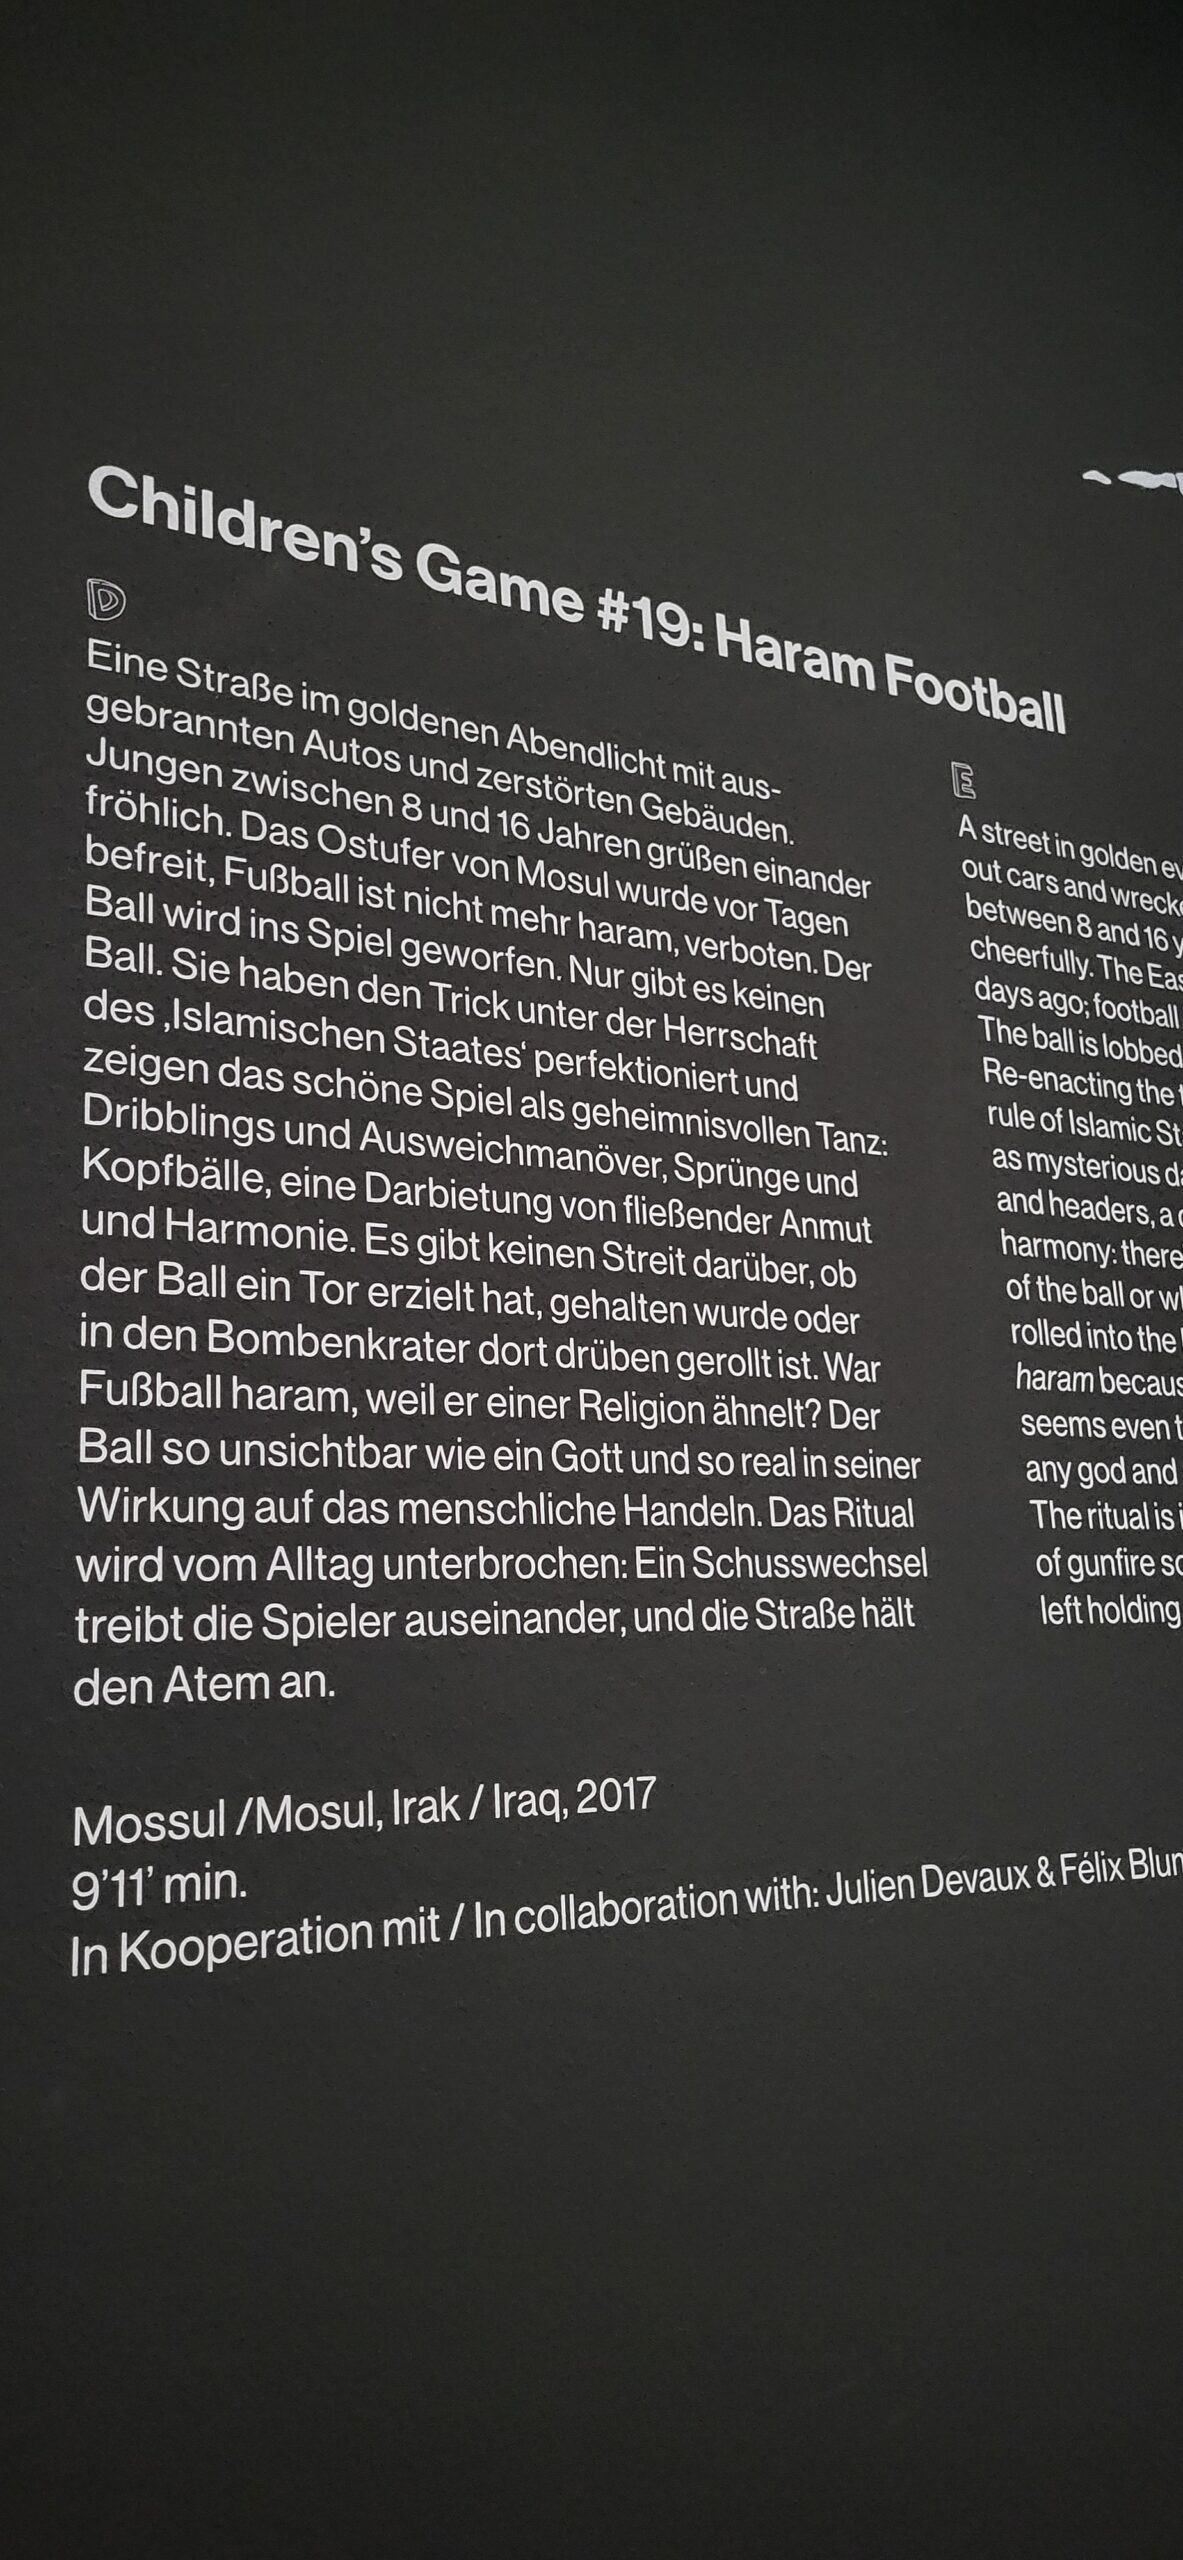 Children’s Game #19: Haram Football
D
Eine Straße im goldenen Abendlicht mit aus-
gebrannten Autos und zerstörten Gebäuden.
Jungen zwischen 8 und 16 Jahren grüßen einander
fröhlich. Das Ostufer von Mosul wurde vor Tagen
befreit, Fußball ist nicht mehr haram, verboten. Der
Ball wird ins Spiel geworfen. Nur gibt es keinen
Ball. Sie haben den Trick unter der Herrschaft
des ‚Islamischen Staates‘ perfektioniert und
zeigen das schöne Spiel als geheimnisvollen Tanz:
Dribblings und Ausweichmanöver, Sprünge und
Kopfbälle, eine Darbietung von fließender Anmut
und Harmonie. Es gibt keinen Streit darüber, ob
der Ball ein Tor erzielt hat, gehalten wurde oder
in den Bombenkrater dort drüben gerollt ist. War
Fußball haram, weil er einer Religion ähnelt? Der
Ball so unsichtbar wie ein Gott und so real in seiner
Wirkung auf das menschliche Handeln. Das Ritual
wird vom Alltag unterbrochen: Ein Schusswechsel
treibt die Spieler auseinander, und die Straße hält
den Atem an.
E
A street in golden
out cars and
between 8 and 16
cheerfully. The
days ago; football
The ball is lobbed
Re-enacting the
rule of Islamic
as mysterious
and headers, a
harmony: there
of the ball or
rolled into the
haram
seems even
any god and
The ritual is
of gunfire
left holding
Mossul /Mosul, Irak / Iraq, 2017
9’11’ min.
In Kooperation mit / In collaboration with: Julien Devaux & Félix